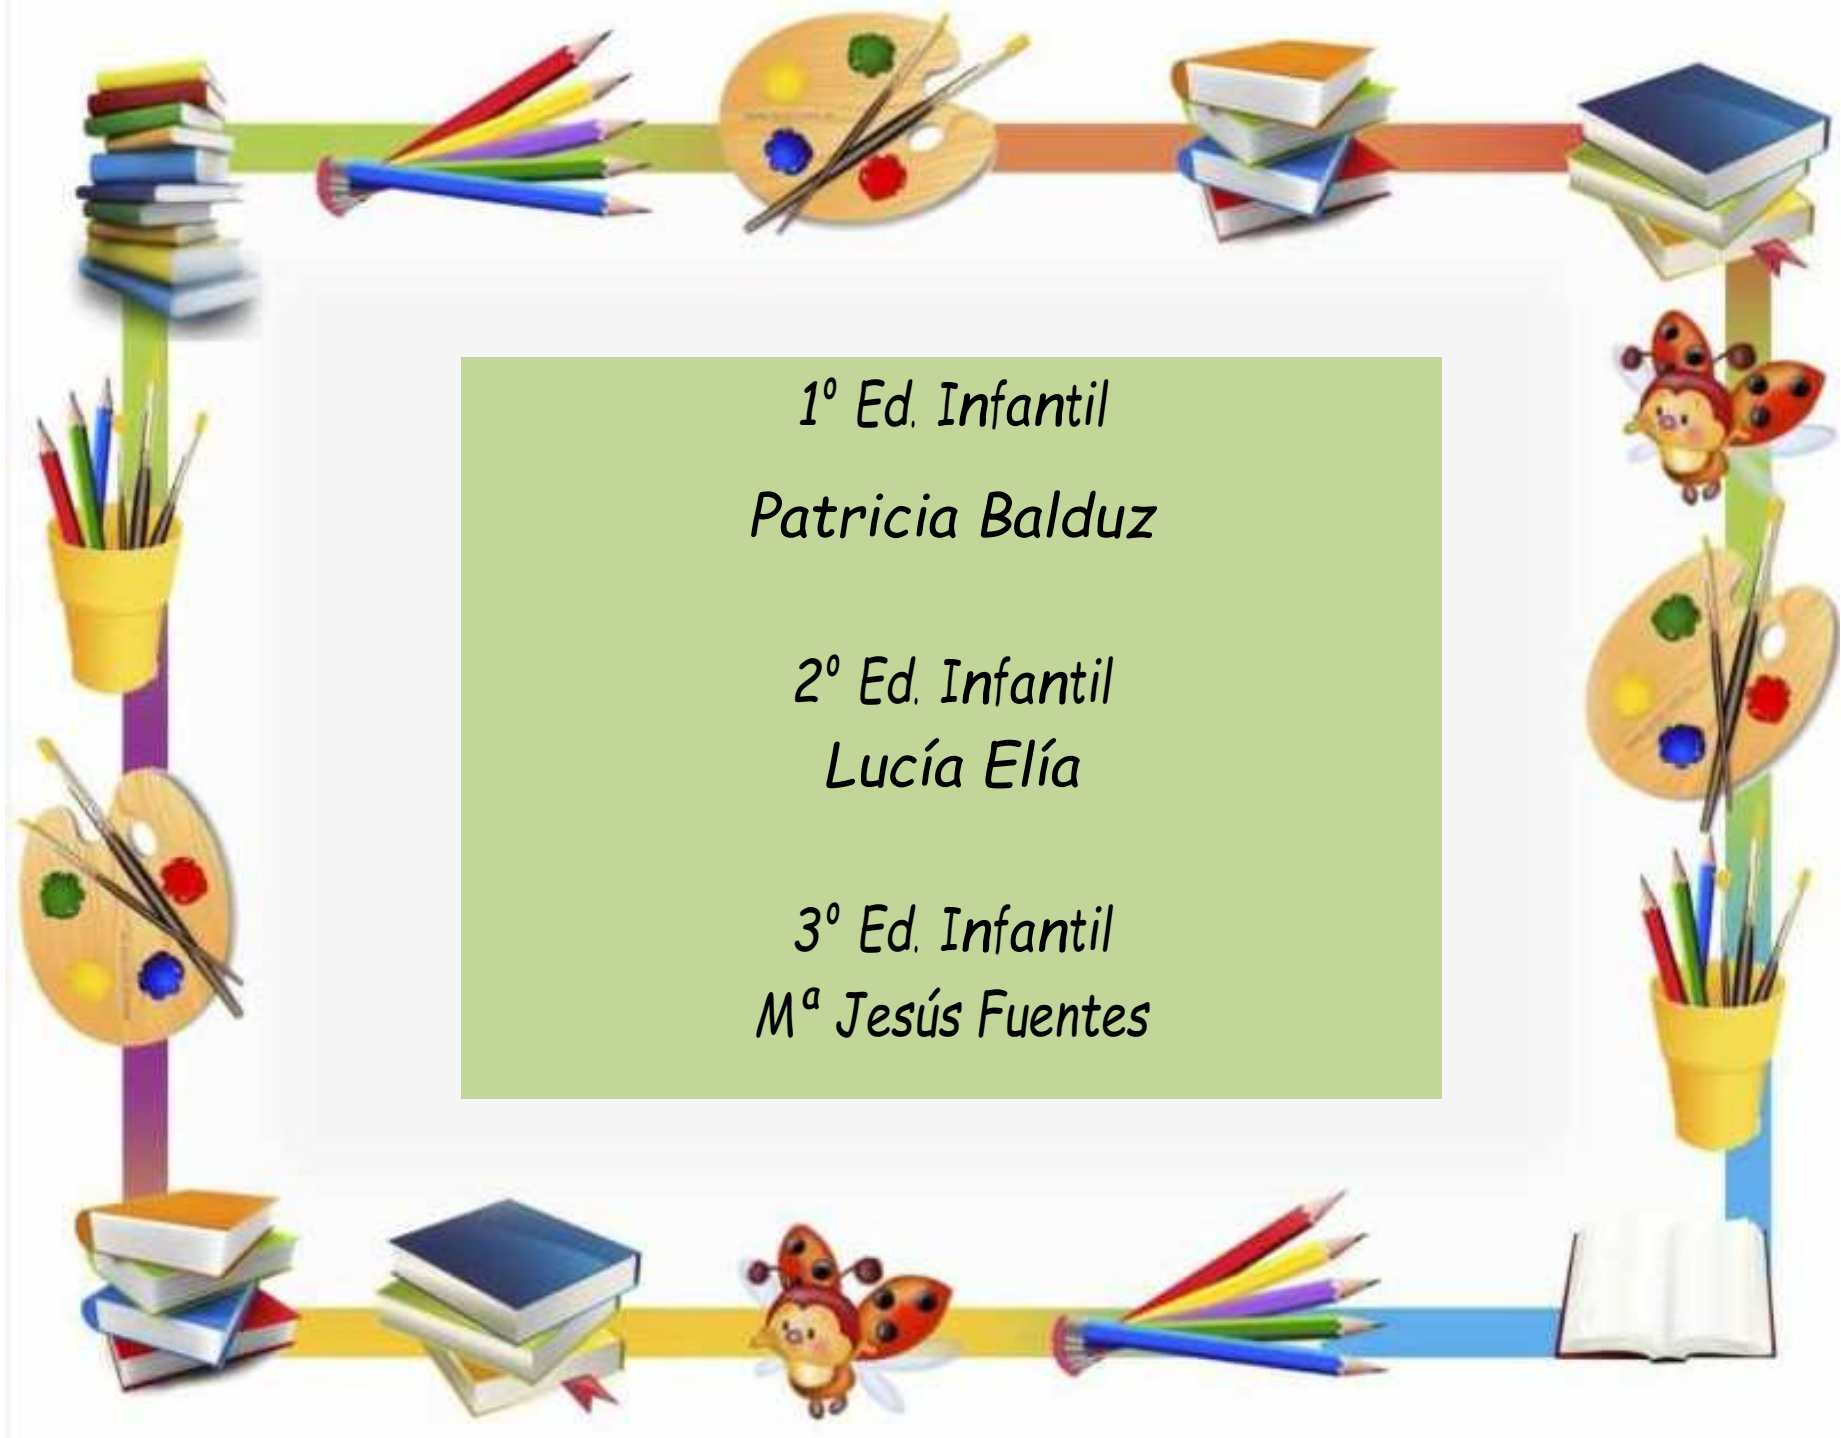 1º Ed. Infantil
Patricia Balduz
2º Ed. Infantil
Lucía Elía
3º Ed. Infantil
Mª Jesús Fuentes